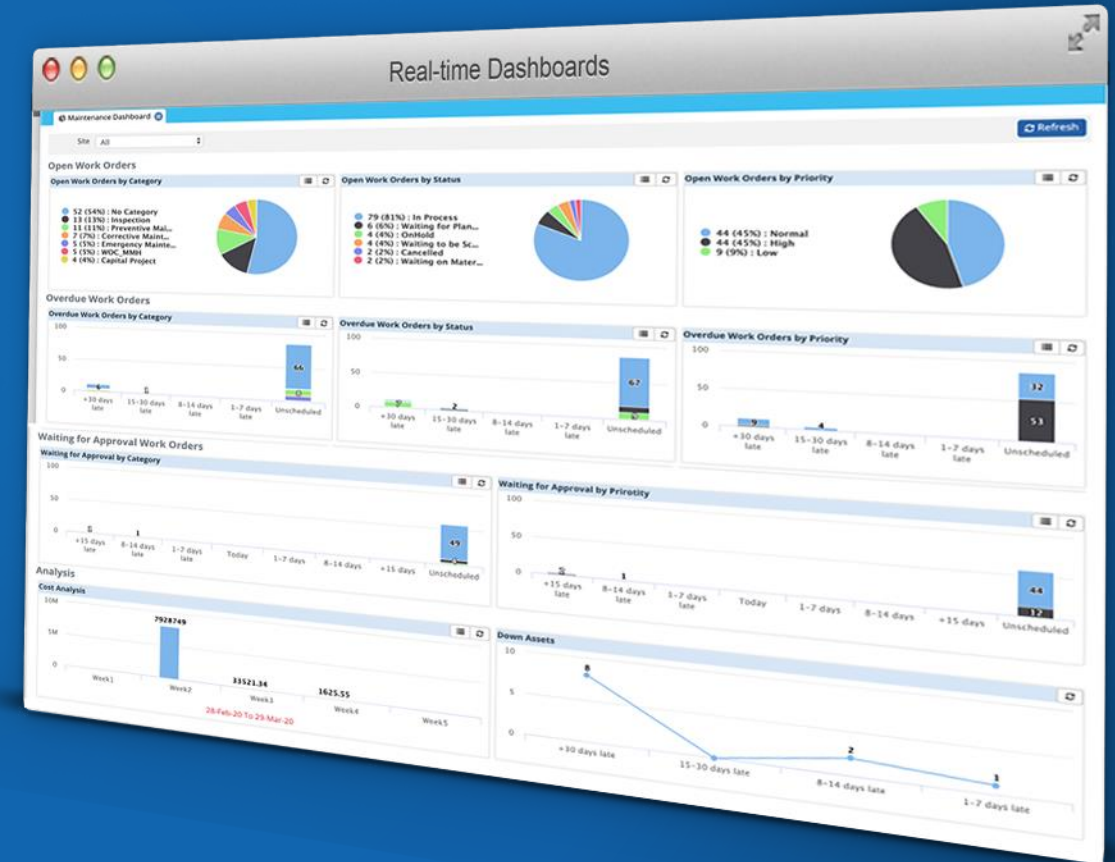 Real-time Dashboards
Maintenance Dashboard
Site All
Refresh
Open Work Orders
Open Work Orders by Category
52 (54%) : No Category
13 (13%) : Inspection
11 (11%) : Preventive Mai...
7 (7%) : Corrective Maint...
5 (5%) : Emergency Mainte...
5 (5%) : WOC_MMH
4 (4%) : Capital Project
Open Work Orders by Status
79 (81%) : In Process
6 (6%) : Waiting for Plan...
4 (4%) : OnHold
4 (4%) : Waiting to be Sc...
2 (2%) : Cancelled
2 (2%) : Waiting on Mater...
Open Work Orders by Priority
44 (45%) : Normal
44 (45%) : High
9 (9%) : Low
Overdue Work Orders
Overdue Work Orders by Category
100
50
0
66
+30 days late
15-30 days late
8-14 days late
1-7 days late
Unscheduled
Overdue Work Orders by Status
100
50
0
2
67
+30 days late
15-30 days late
8-14 days late
1-7 days late
Unscheduled
Overdue Work Orders by Priority
100
50
0
9
4
32
53
+30 days late
15-30 days late
8-14 days late
1-7 days late
Unscheduled
Waiting for Approval Work Orders
Waiting for Approval by Category
100
50
0
1
49
+15 days late
8-14 days late
1-7 days late
Today
1-7 days
8-14 days
+15 days
Unscheduled
Waiting for Approval by Prirotity
100
50
0
1
44
12
+15 days late
8-14 days late
1-7 days late
Today
1-7 days
8-14 days
+15 days
Unscheduled
Analysis
Cost Analysis
10M
5M
0
7928749
33521.34
1625.55
Week1
Week2
Week3
Week4
Week5
28-Feb-20 To 29-Mar-20
Down Assets
10
5
0
8
2
1
+30 days late
15-30 days late
8-14 days late
1-7 days late